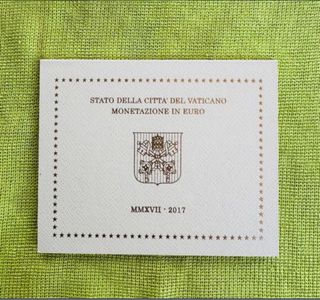 STATO DELLA CITTA' DEL VATICANO
MONETAZIONE IN EURO
MMXVII · 2017